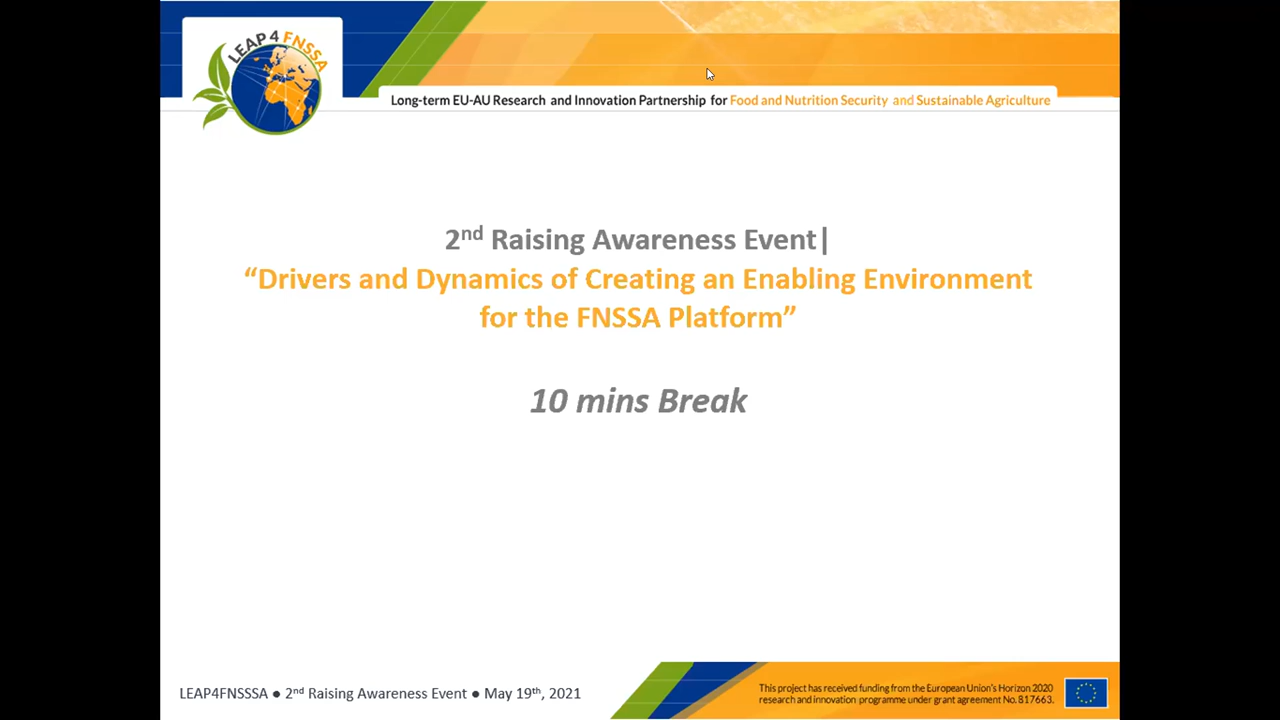 LEAP 4 FNSSA
Long-term EU-AU Research and Innovation Partnership for Food and Nutrition Security and Sustainable Agriculture
2nd Raising Awareness Event|
“Drivers and Dynamics of Creating an Enabling Environment
for the FNSSA Platform”
10 mins Break
LEAP4FNSSSA ● 2nd Raising Awareness Event ● May 19th, 2021
This project has received funding from the European Union's Horizon 2020
research and innovation programme under grant agreement No. 817663.